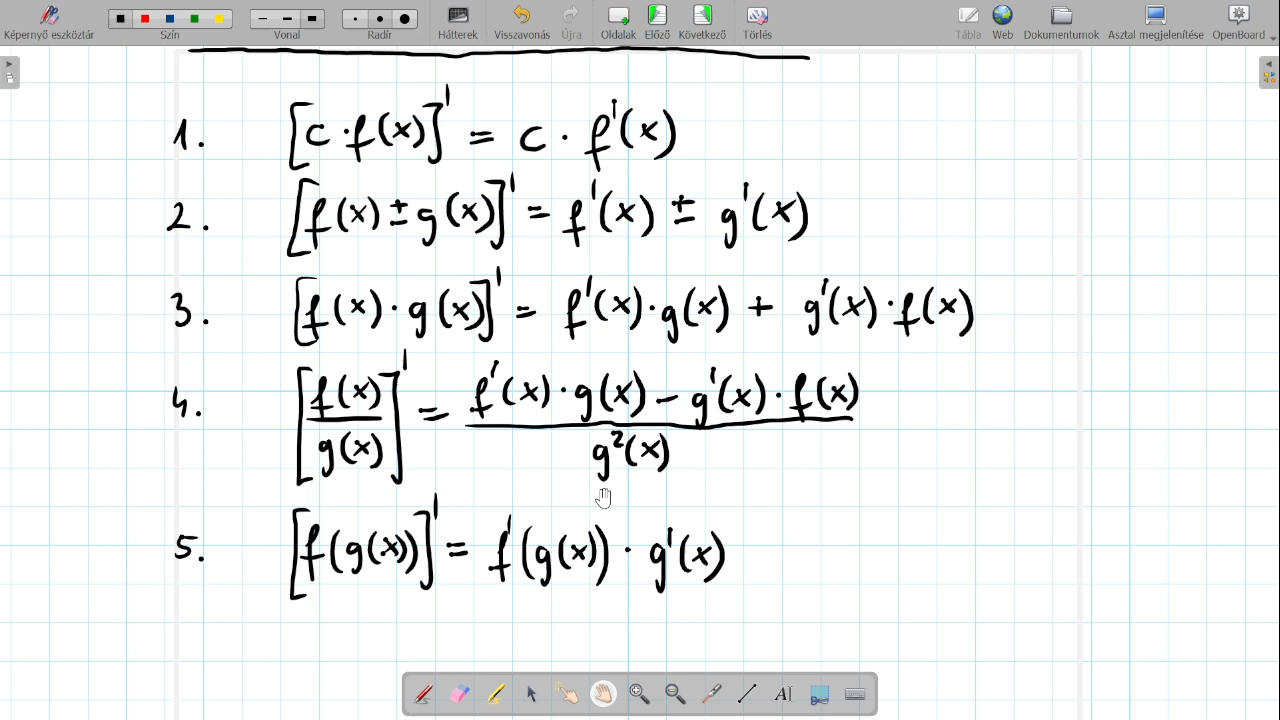 Képernyő eszköztár Szín Vonal Radír Hátterek Visszavonás Újra Oldalak Előző Következő Törlés Tábla Web Dokumentumok Asztal megjelenítése OpenBoard
1. [c · f(x)]' = c · f'(x)
2. [f(x) ± g(x)]' = f'(x) ± g'(x)
3. [f(x) · g(x)]' = f'(x) · g(x) + g'(x) · f(x)
4. [f(x)/g(x)]' = (f'(x) · g(x) − g'(x) · f(x))/g²(x)
5. [f(g(x))]' = f'(g(x)) · g'(x)
AI